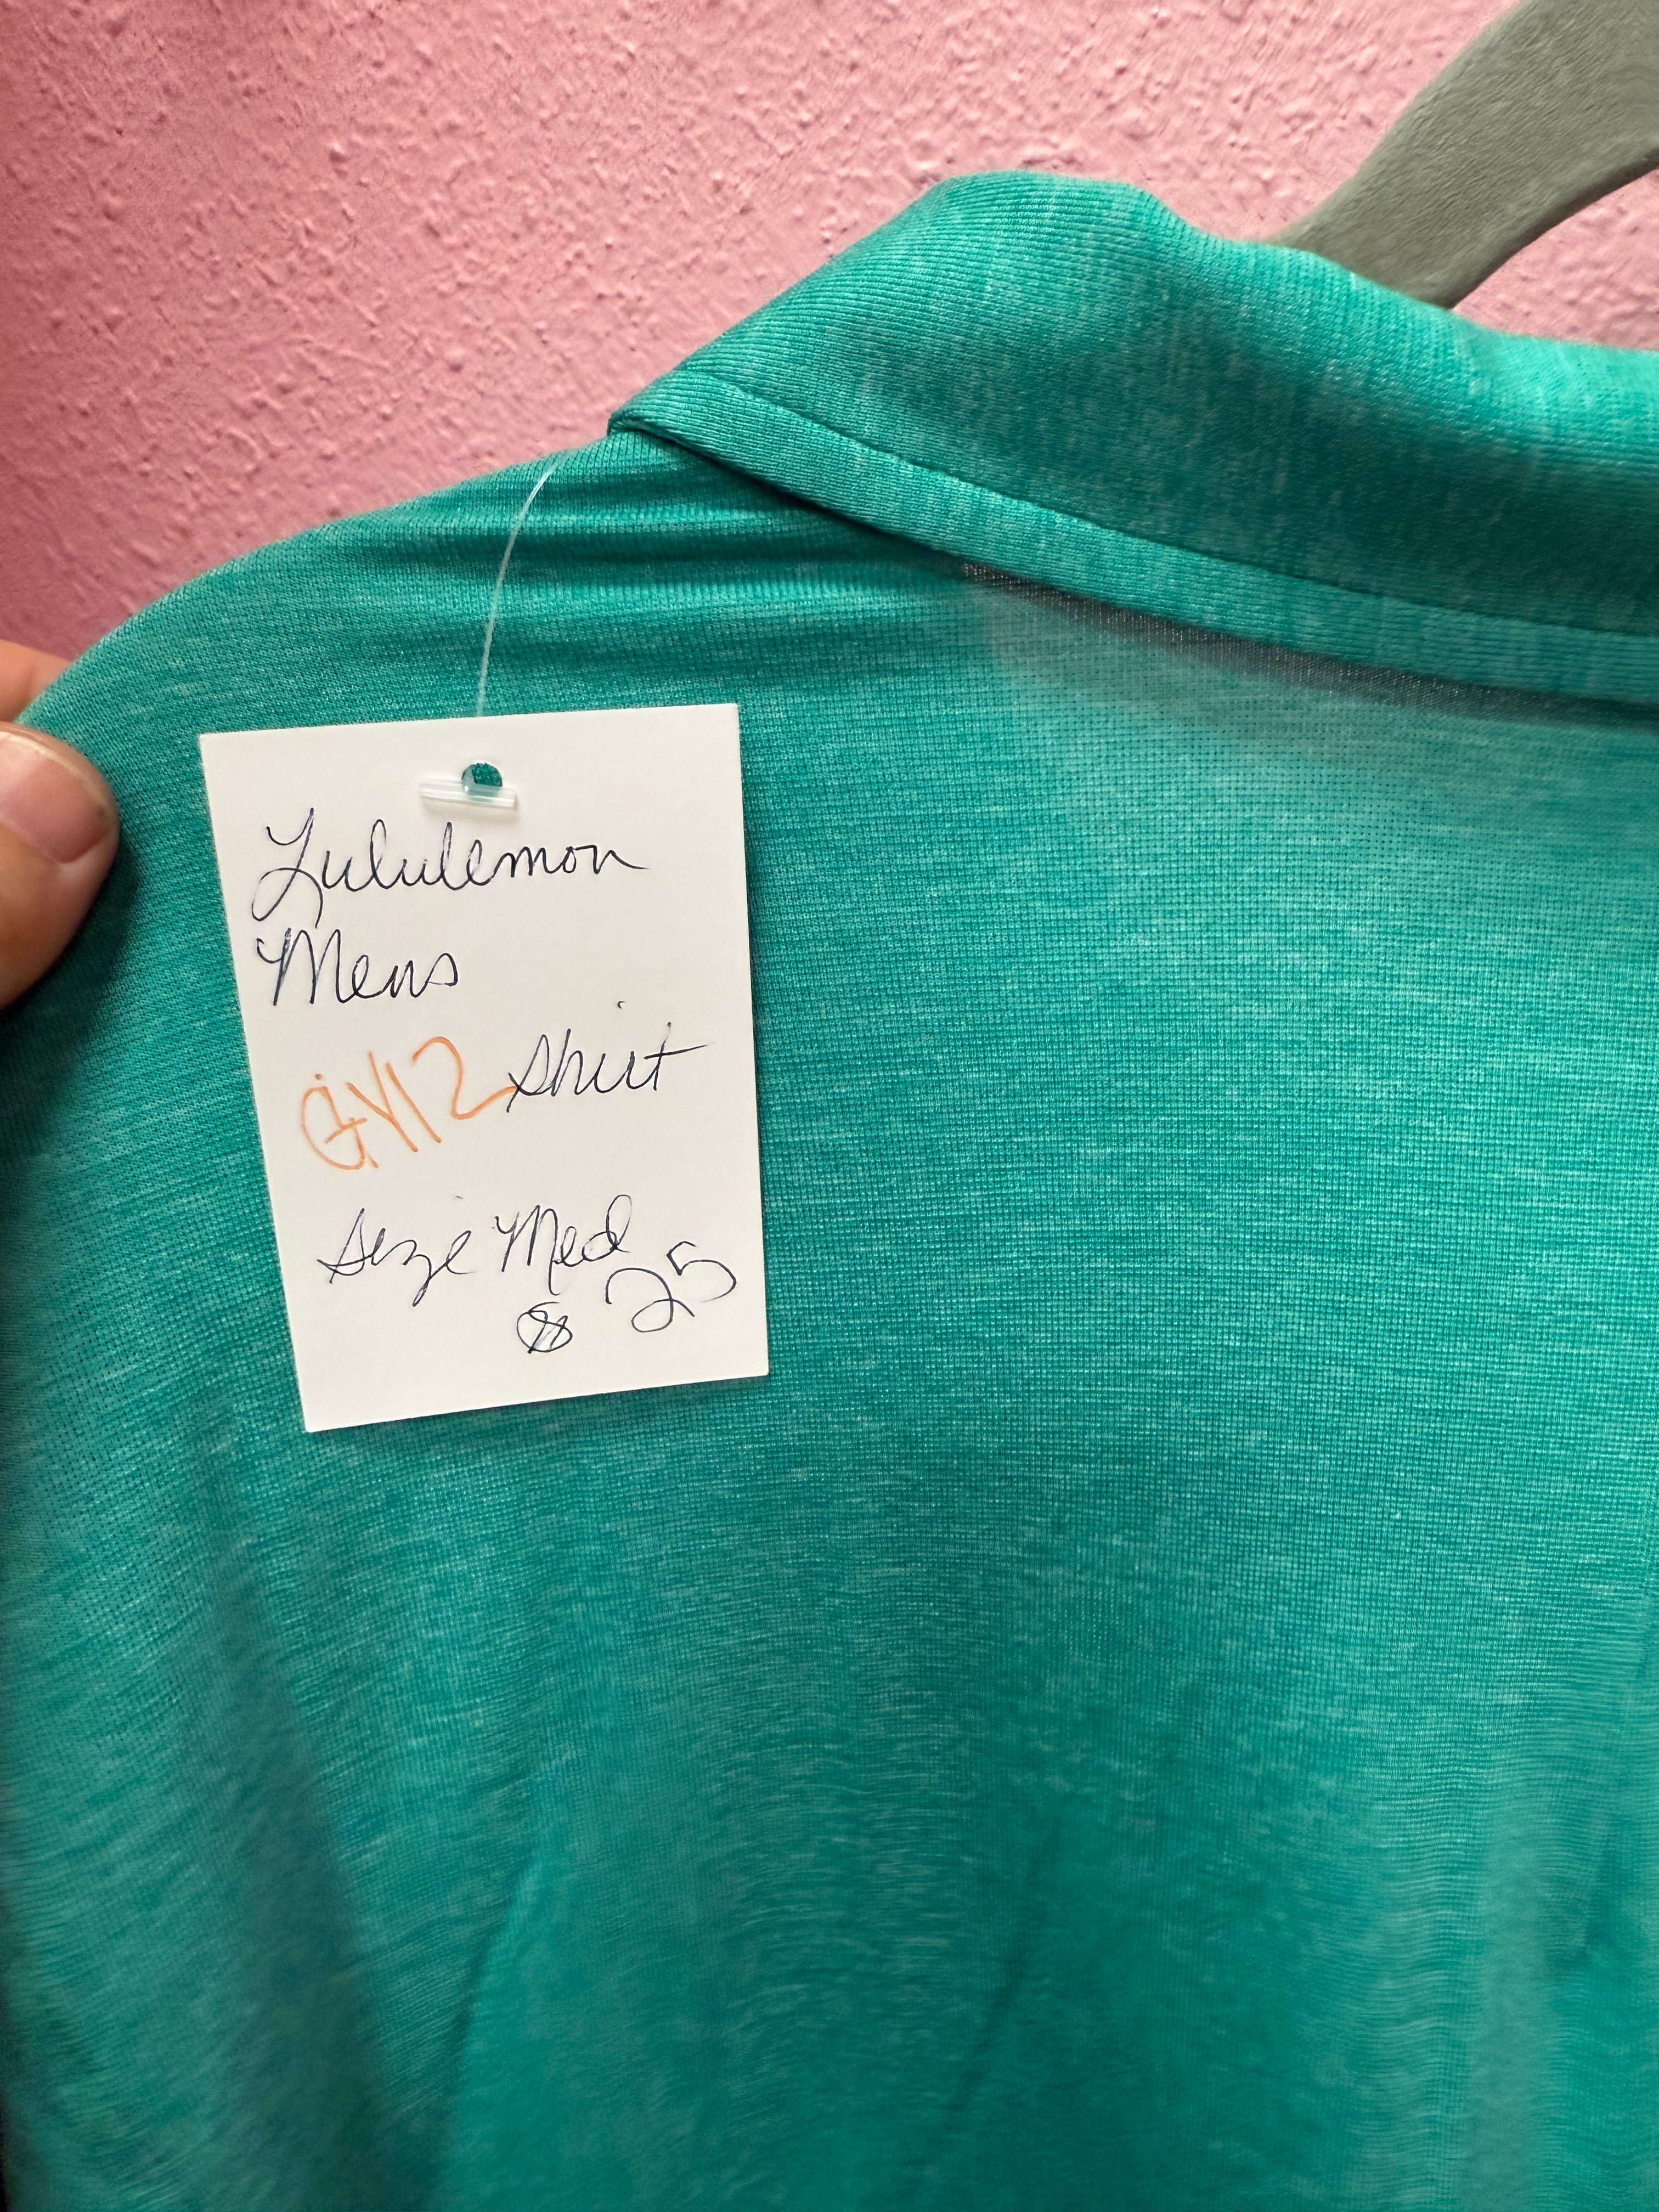 Lululemon
Mens
GY12 shirt
size Med
$ 25